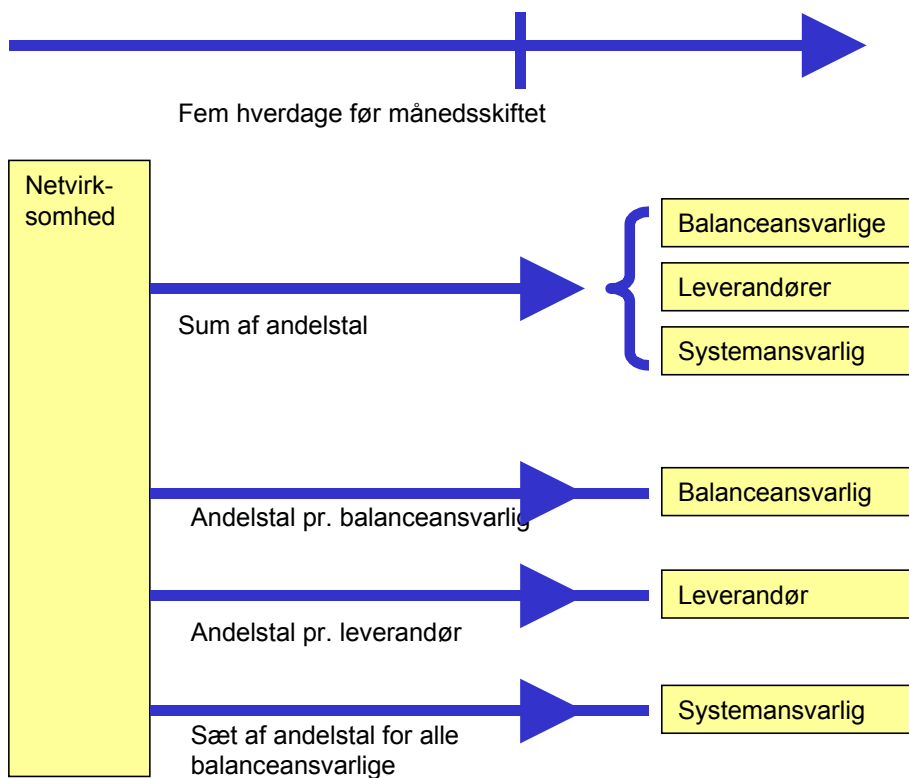 Fem hverdage før månedsskiftet
Netvirk-
somhed
Balanceansvarlige
Leverandører
Sum af andelstal
Systemansvarlig
Balanceansvarlig
Andelstal pr. balanceansvarlig
Leverandør
Andelstal pr. leverandør
Systemansvarlig
Sæt af andelstal for alle
balanceansvarlige